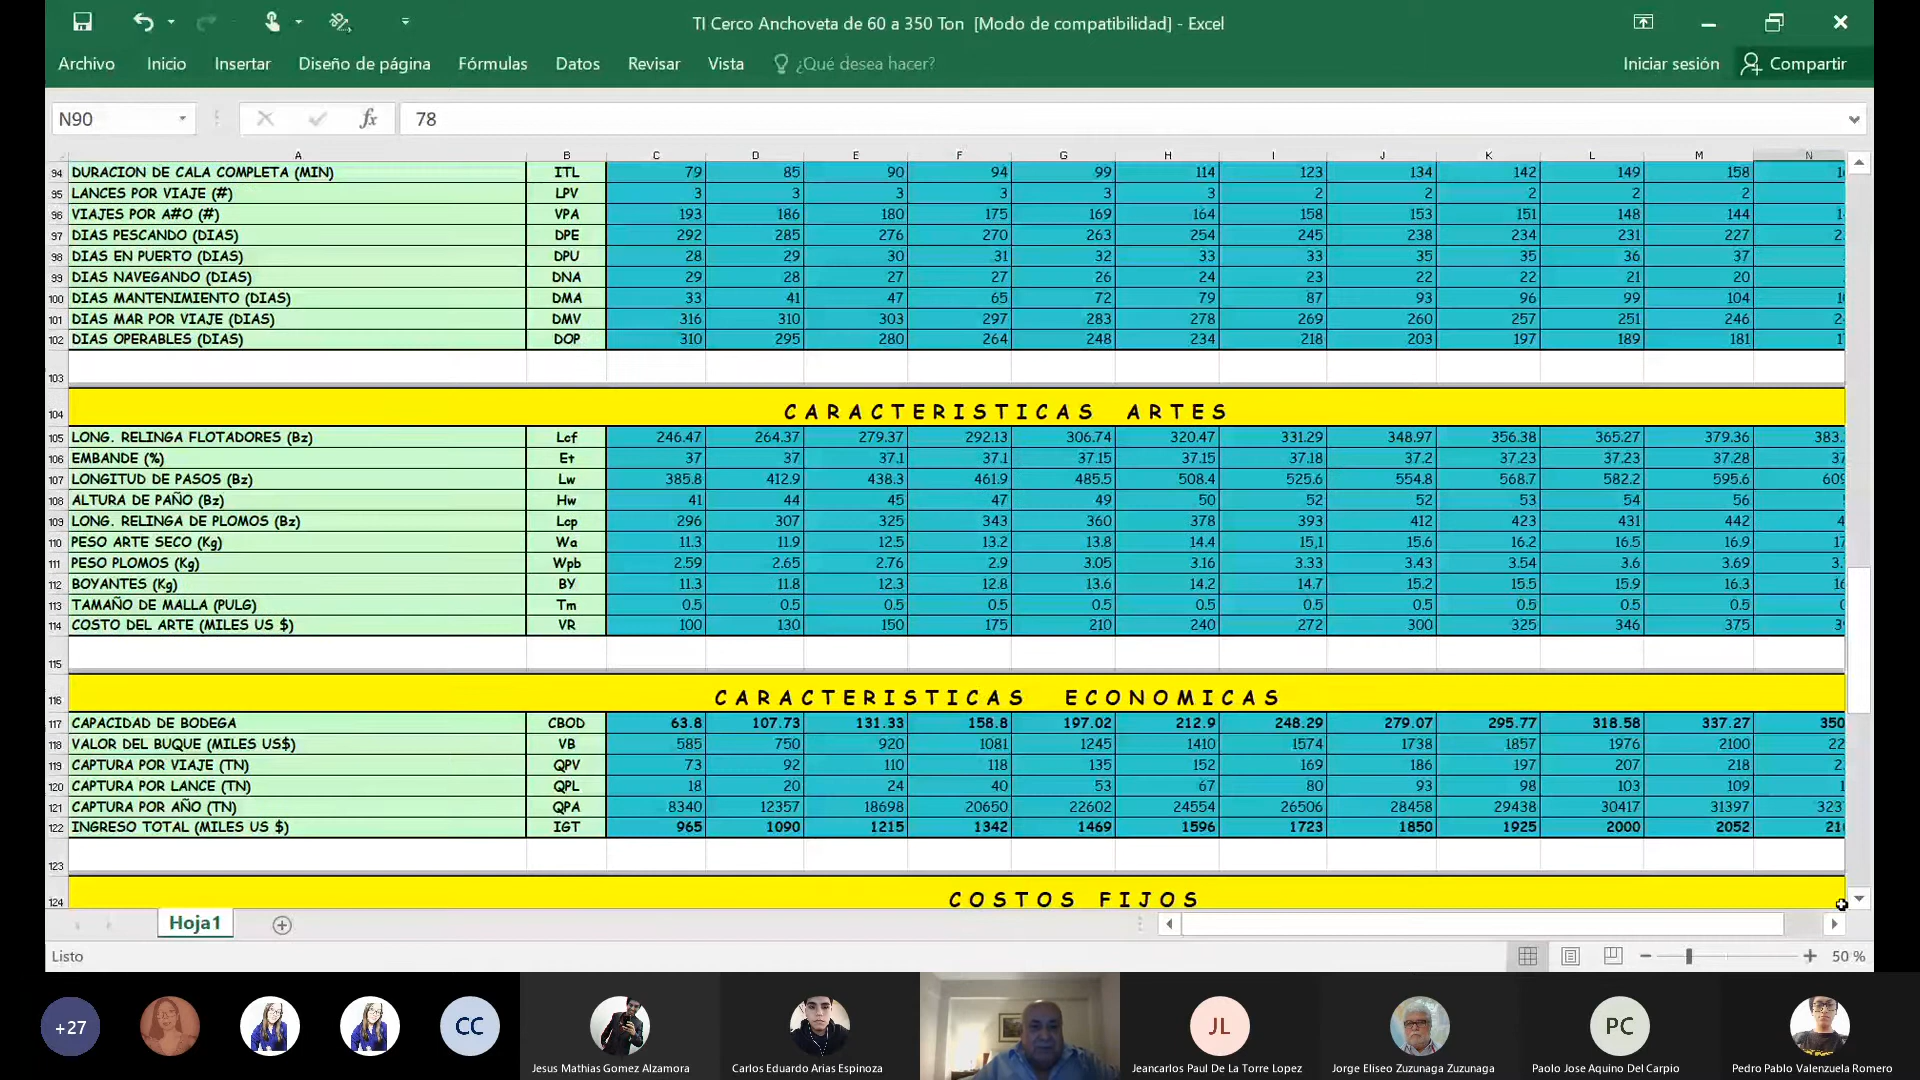 TI Cerco Anchoveta de 60 a 350 Ton [Modo de compatibilidad] - Excel
Archivo Inicio Insertar Diseño de página Fórmulas Datos Revisar Vista ¿Qué desea hacer? Iniciar sesión Compartir
N90 fx 78
A B C D E F G H I J K L M N
94 DURACION DE CALA COMPLETA (MIN) ITL 79 85 90 94 99 114 123 134 142 149 158
95 LANCES POR VIAJE (#) LPV 3 3 3 3 3 3 2 2 2 2 2
96 VIAJES POR A#O (#) VPA 193 186 180 175 169 164 158 153 151 148 144
97 DIAS PESCANDO (DIAS) DPE 292 285 276 270 263 254 245 238 234 231 227
98 DIAS EN PUERTO (DIAS) DPU 28 29 30 31 32 33 33 35 35 36 37
99 DIAS NAVEGANDO (DIAS) DNA 29 28 27 27 26 24 23 22 22 21 20
100 DIAS MANTENIMIENTO (DIAS) DMA 33 41 47 65 72 79 87 93 96 99 104
101 DIAS MAR POR VIAJE (DIAS) DMV 316 310 303 297 283 278 269 260 257 251 246
102 DIAS OPERABLES (DIAS) DOP 310 295 280 264 248 234 218 203 197 189 181
103
104 CARACTERISTICAS ARTES
105 LONG. RELINGA FLOTADORES (Bz) Lcf 246.47 264.37 279.37 292.13 306.74 320.47 331.29 348.97 356.38 365.27 379.36 383.
106 EMBANDE (%) Et 37 37 37.1 37.1 37.15 37.15 37.18 37.2 37.23 37.23 37.28 37
107 LONGITUD DE PASOS (Bz) Lw 385.8 412.9 438.3 461.9 485.5 508.4 525.6 554.8 568.7 582.2 595.6 609
108 ALTURA DE PAÑO (Bz) Hw 41 44 45 47 49 50 52 52 53 54 56
109 LONG. RELINGA DE PLOMOS (Bz) Lcp 296 307 325 343 360 378 393 412 423 431 442 4
110 PESO ARTE SECO (Kg) Wa 11.3 11.9 12.5 13.2 13.8 14.4 15,1 15.6 16.2 16.5 16.9 17
111 PESO PLOMOS (Kg) Wpb 2.59 2.65 2.76 2.9 3.05 3.16 3.33 3.43 3.54 3.6 3.69 3.
112 BOYANTES (Kg) BY 11.3 11.8 12.3 12.8 13.6 14.2 14.7 15.2 15.5 15.9 16.3 16
113 TAMAÑO DE MALLA (PULG) Tm 0.5 0.5 0.5 0.5 0.5 0.5 0.5 0.5 0.5 0.5 0.5
114 COSTO DEL ARTE (MILES US $) VR 100 130 150 175 210 240 272 300 325 346 375
115
116 CARACTERISTICAS ECONOMICAS
117 CAPACIDAD DE BODEGA CBOD 63.8 107.73 131.33 158.8 197.02 212.9 248.29 279.07 295.77 318.58 337.27 350
118 VALOR DEL BUQUE (MILES US$) VB 585 750 920 1081 1245 1410 1574 1738 1857 1976 2100 22
119 CAPTURA POR VIAJE (TN) QPV 73 92 110 118 135 152 169 186 197 207 218 2
120 CAPTURA POR LANCE (TN) QPL 18 20 24 40 53 67 80 93 98 103 109 1
121 CAPTURA POR AÑO (TN) QPA 8340 12357 18698 20650 22602 24554 26506 28458 29438 30417 31397 323
122 INGRESO TOTAL (MILES US $) IGT 965 1090 1215 1342 1469 1596 1723 1850 1925 2000 2052 21
123
124 COSTOS FIJOS
Hoja1
Listo 50 %
+27 CC JL PC
Jesus Mathias Gomez Alzamora Carlos Eduardo Arias Espinoza Jeancarlos Paul De La Torre Lopez Jorge Eliseo Zuzunaga Zuzunaga Paolo Jose Aquino Del Carpio Pedro Pablo Valenzuela Romero